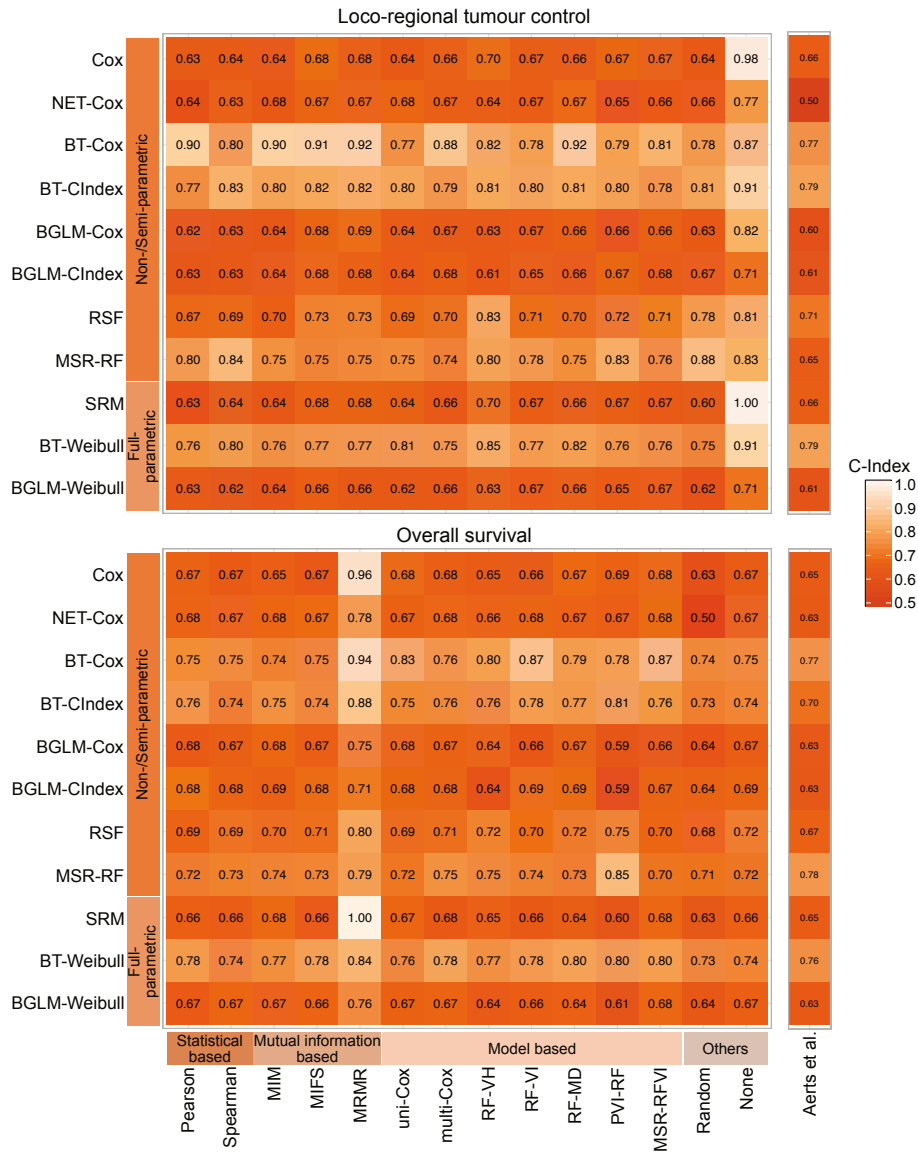 Loco-regional tumour control
Non-/Semi-parametric
Full-
parametric
Cox 0.63 0.64 0.64 0.68 0.68 0.64 0.66 0.70 0.67 0.66 0.67 0.67 0.64 0.98 0.66
NET-Cox 0.64 0.63 0.68 0.67 0.67 0.68 0.67 0.64 0.67 0.67 0.65 0.66 0.66 0.77 0.50
BT-Cox 0.90 0.80 0.90 0.91 0.92 0.77 0.88 0.82 0.78 0.92 0.79 0.81 0.78 0.87 0.77
BT-CIndex 0.77 0.83 0.80 0.82 0.82 0.80 0.79 0.81 0.80 0.81 0.80 0.78 0.81 0.91 0.79
BGLM-Cox 0.62 0.63 0.64 0.68 0.69 0.64 0.67 0.63 0.67 0.66 0.66 0.66 0.63 0.82 0.60
BGLM-CIndex 0.63 0.63 0.64 0.68 0.68 0.64 0.68 0.61 0.65 0.66 0.67 0.68 0.67 0.71 0.61
RSF 0.67 0.69 0.70 0.73 0.73 0.69 0.70 0.83 0.71 0.70 0.72 0.71 0.78 0.81 0.71
MSR-RF 0.80 0.84 0.75 0.75 0.75 0.75 0.74 0.80 0.78 0.75 0.83 0.76 0.88 0.83 0.65
SRM 0.63 0.64 0.64 0.68 0.68 0.64 0.66 0.70 0.67 0.66 0.67 0.67 0.60 1.00 0.66
BT-Weibull 0.76 0.80 0.76 0.77 0.77 0.81 0.75 0.85 0.77 0.82 0.76 0.76 0.75 0.91 0.79
BGLM-Weibull 0.63 0.62 0.64 0.66 0.66 0.62 0.66 0.63 0.67 0.66 0.65 0.67 0.62 0.71 0.61
C-Index
1.0
0.9
0.8
0.7
0.6
0.5
Overall survival
Non-/Semi-parametric
Full-
parametric
Cox 0.67 0.67 0.65 0.67 0.96 0.68 0.68 0.65 0.66 0.67 0.69 0.68 0.63 0.67 0.65
NET-Cox 0.68 0.67 0.68 0.67 0.78 0.67 0.68 0.66 0.68 0.67 0.67 0.68 0.50 0.67 0.63
BT-Cox 0.75 0.75 0.74 0.75 0.94 0.83 0.76 0.80 0.87 0.79 0.78 0.87 0.74 0.75 0.77
BT-CIndex 0.76 0.74 0.75 0.74 0.88 0.75 0.76 0.76 0.78 0.77 0.81 0.76 0.73 0.74 0.70
BGLM-Cox 0.68 0.67 0.68 0.67 0.75 0.68 0.67 0.64 0.66 0.67 0.59 0.66 0.64 0.67 0.63
BGLM-CIndex 0.68 0.68 0.69 0.68 0.71 0.68 0.68 0.64 0.69 0.69 0.59 0.67 0.64 0.69 0.63
RSF 0.69 0.69 0.70 0.71 0.80 0.69 0.71 0.72 0.70 0.72 0.75 0.70 0.68 0.72 0.67
MSR-RF 0.72 0.73 0.74 0.73 0.79 0.72 0.75 0.75 0.74 0.73 0.85 0.70 0.71 0.72 0.78
SRM 0.66 0.66 0.68 0.66 1.00 0.67 0.68 0.65 0.66 0.64 0.60 0.68 0.63 0.66 0.65
BT-Weibull 0.78 0.74 0.77 0.78 0.84 0.76 0.78 0.77 0.78 0.80 0.80 0.80 0.73 0.74 0.76
BGLM-Weibull 0.67 0.67 0.67 0.66 0.76 0.67 0.67 0.64 0.66 0.64 0.61 0.68 0.64 0.67 0.63
Statistical
based
Mutual information
based
Model based
Others
Pearson
Spearman
MIM
MIFS
MRMR
uni-Cox
multi-Cox
RF-VH
RF-VI
RF-MD
PVI-RF
MSR-RFVI
Random
None
Aerts et al.